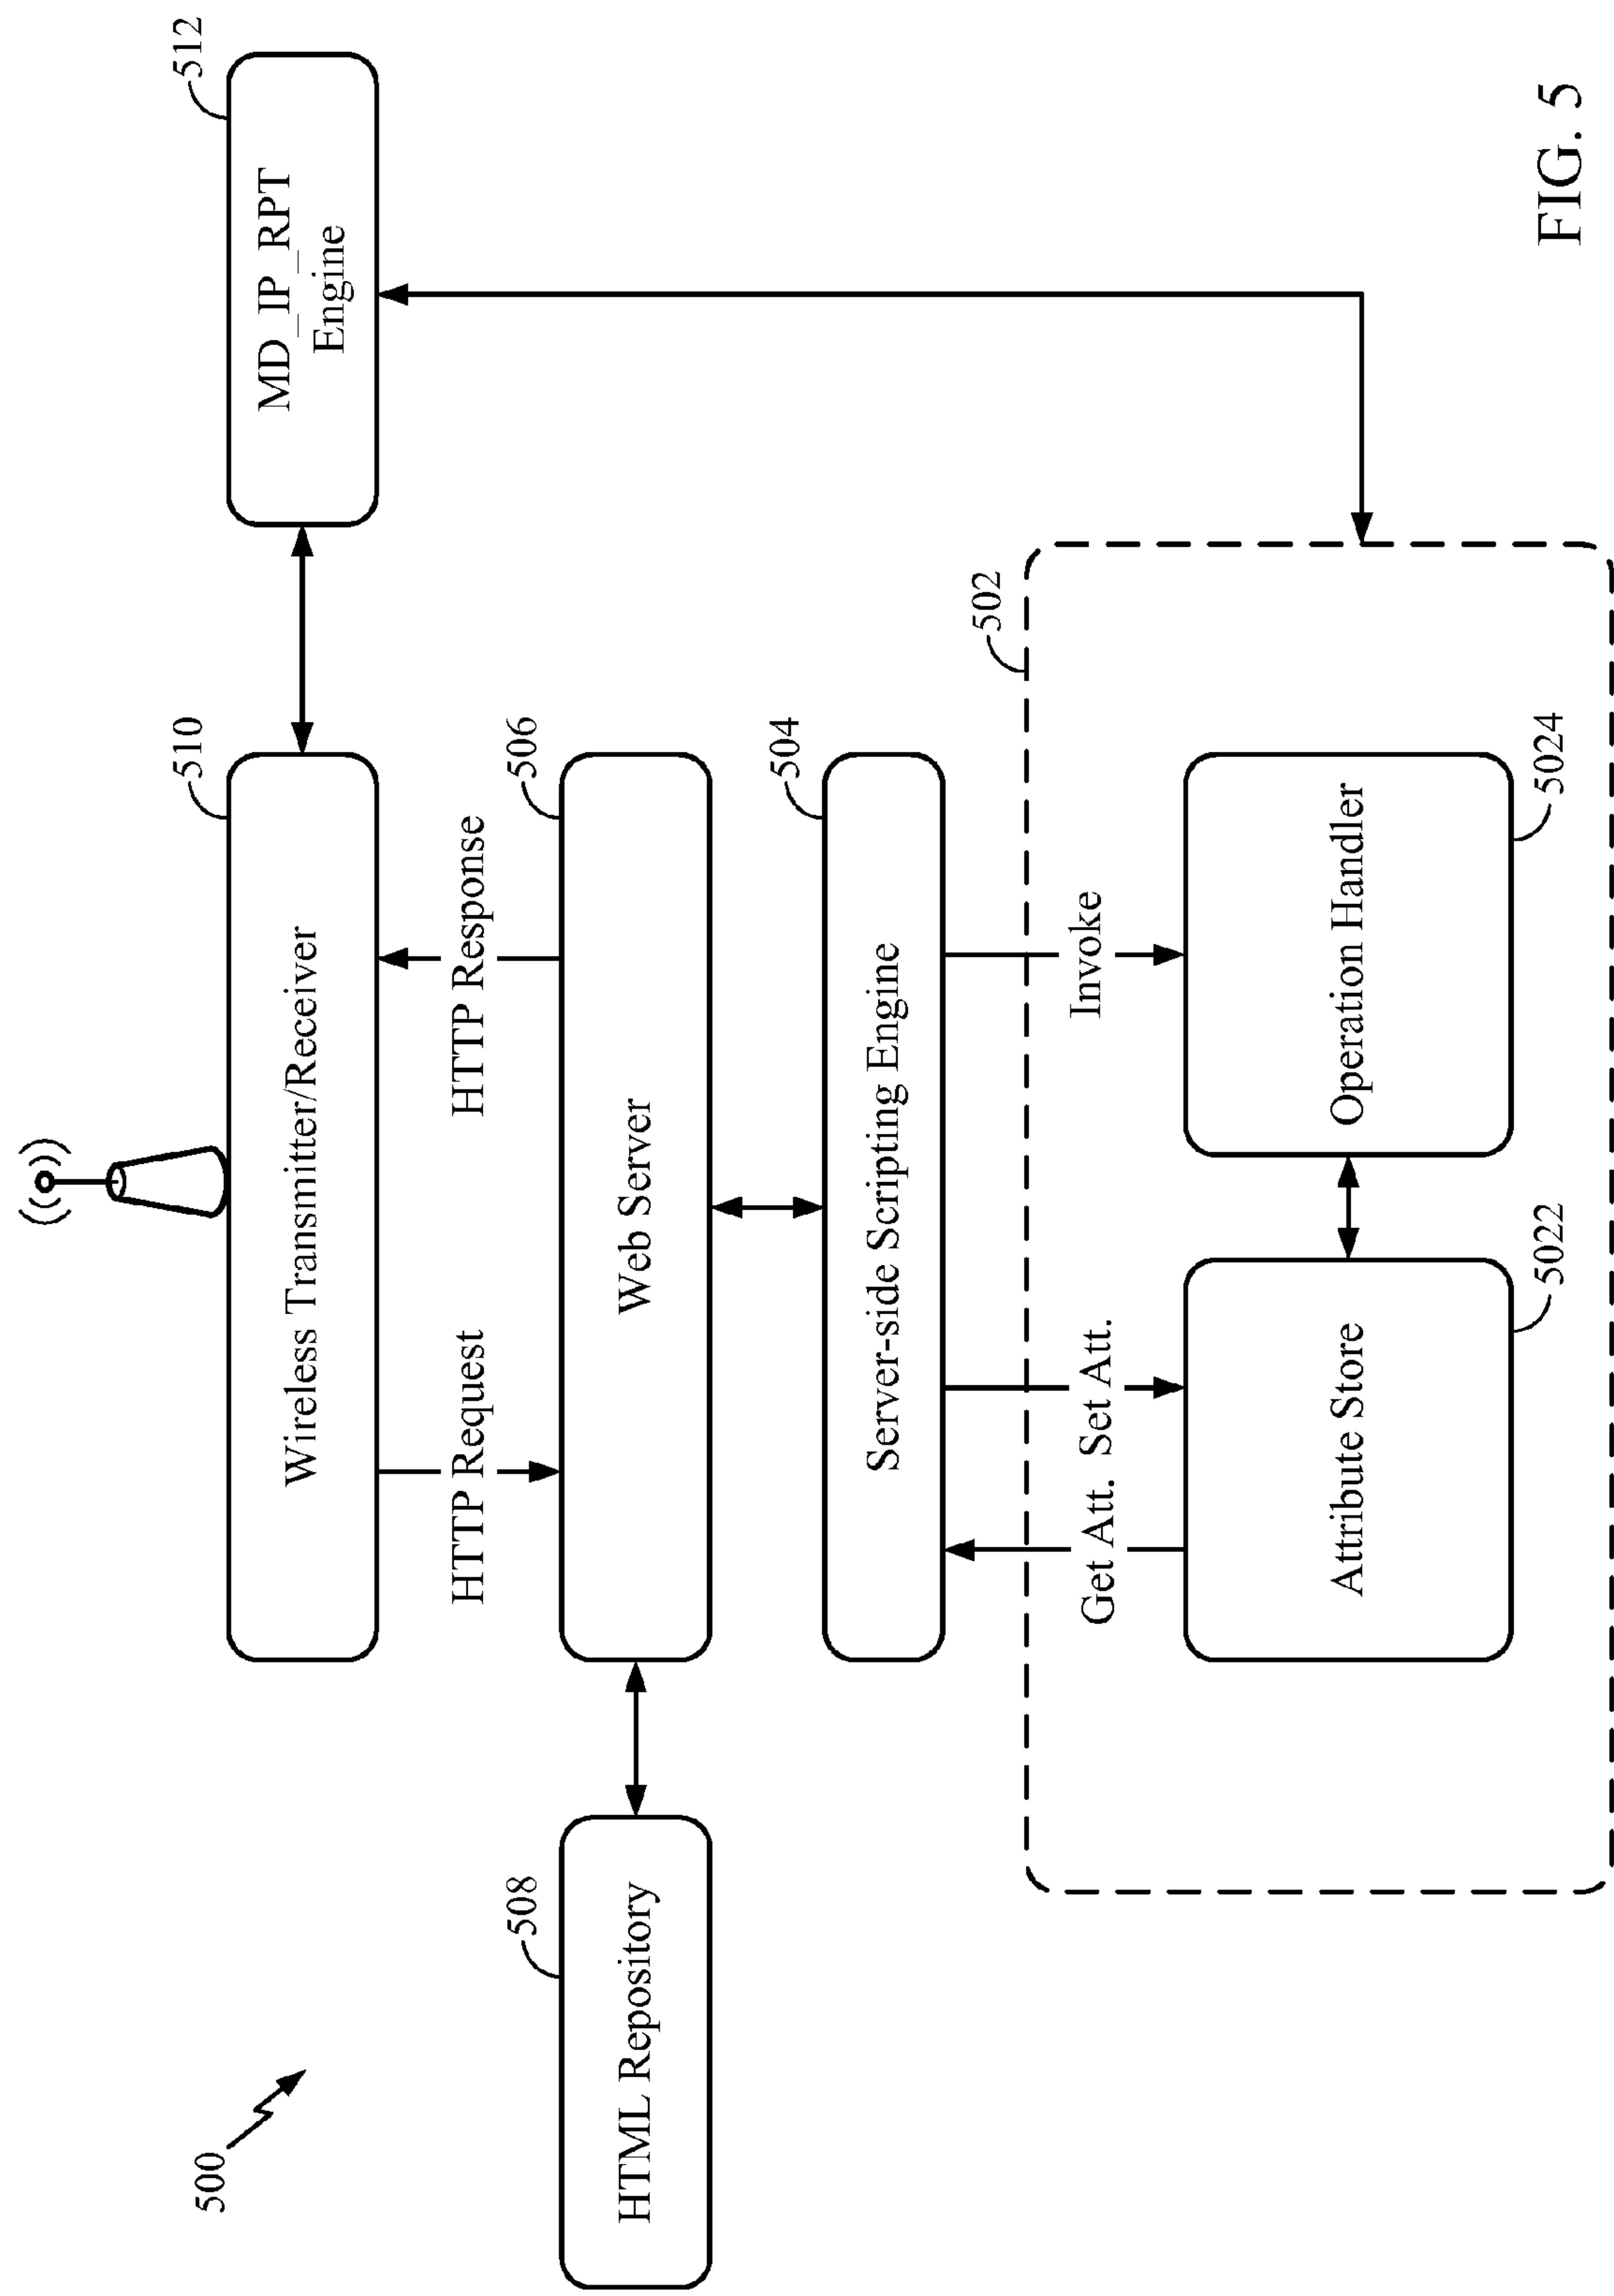 500
510
Wireless Transmitter/Receiver
512
MD_IP_RPT
Engine
HTTP Request
HTTP Response
508
HTML Repository
506
Web Server
504
Server-side Scripting Engine
502
Get Att.
Set Att.
Invoke
Attribute Store
5022
Operation Handler
5024
FIG. 5